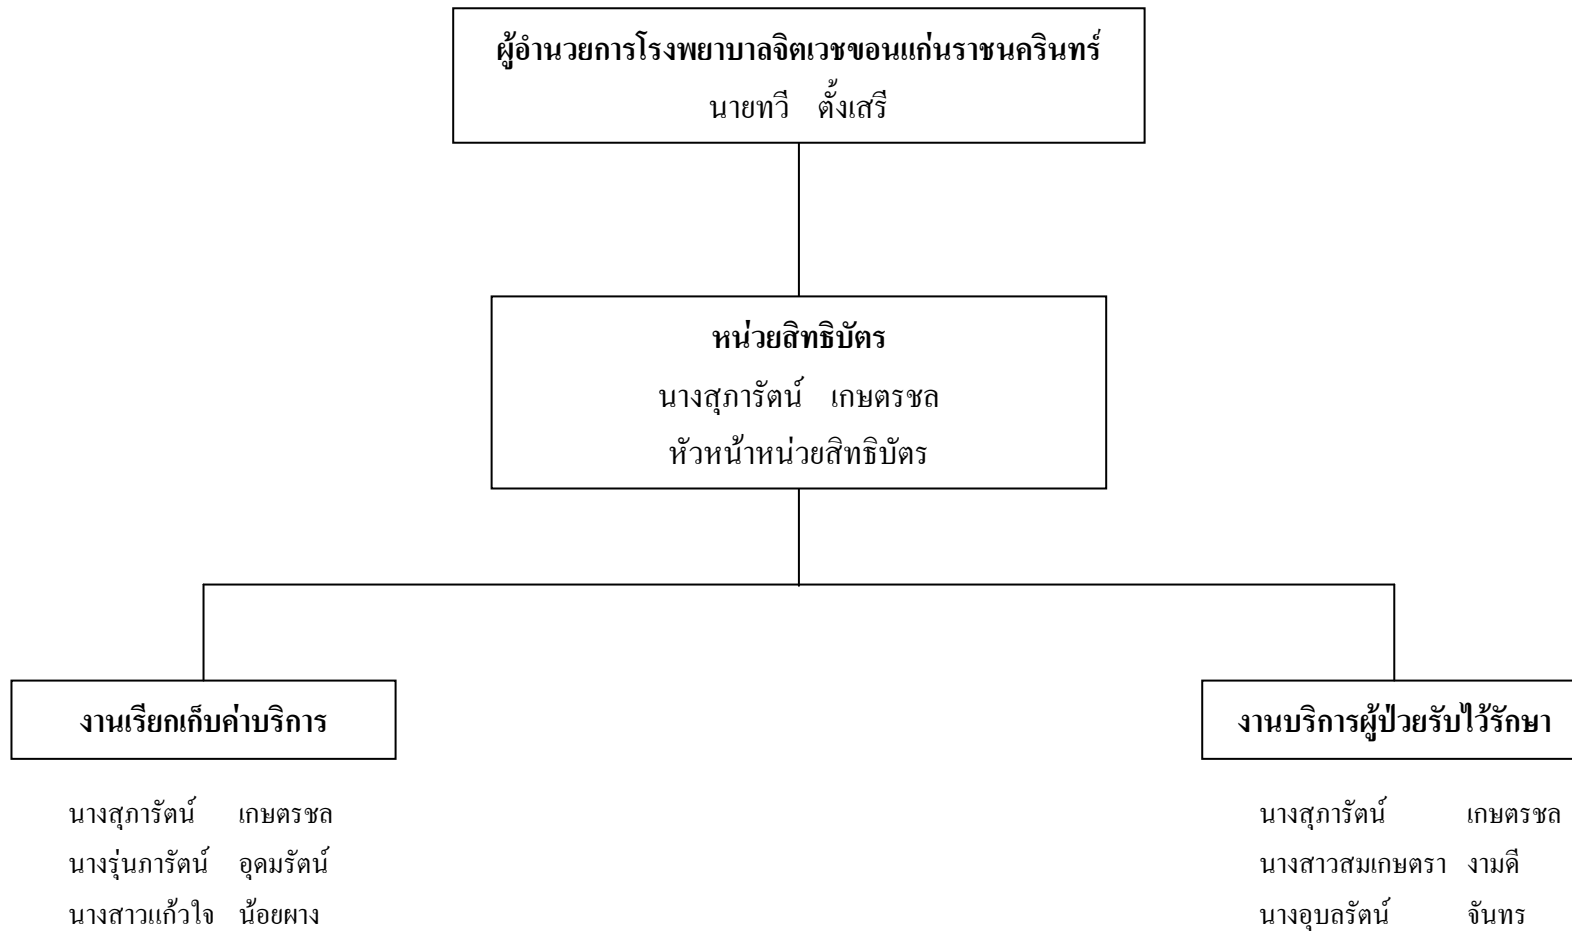 ผู้อำนวยการโรงพยาบาลจิตเวชขอนแก่นราชนครินทร์
นายทวี ตั้งเสรี
หน่วยสิทธิบัตร
นางสุภารัตน์ เกษตรชล
หัวหน้าหน่วยสิทธิบัตร
งานเรียกเก็บค่าบริการ
นางสุภารัตน์ เกษตรชล
นางรุ่นภารัตน์ อุดมรัตน์
นางสาวแก้วใจ น้อยผาง
งานบริการผู้ป่วยรับไว้รักษา
นางสุภารัตน์ เกษตรชล
นางสาวสมเกษตรา งามดี
นางอุบลรัตน์ จันทร